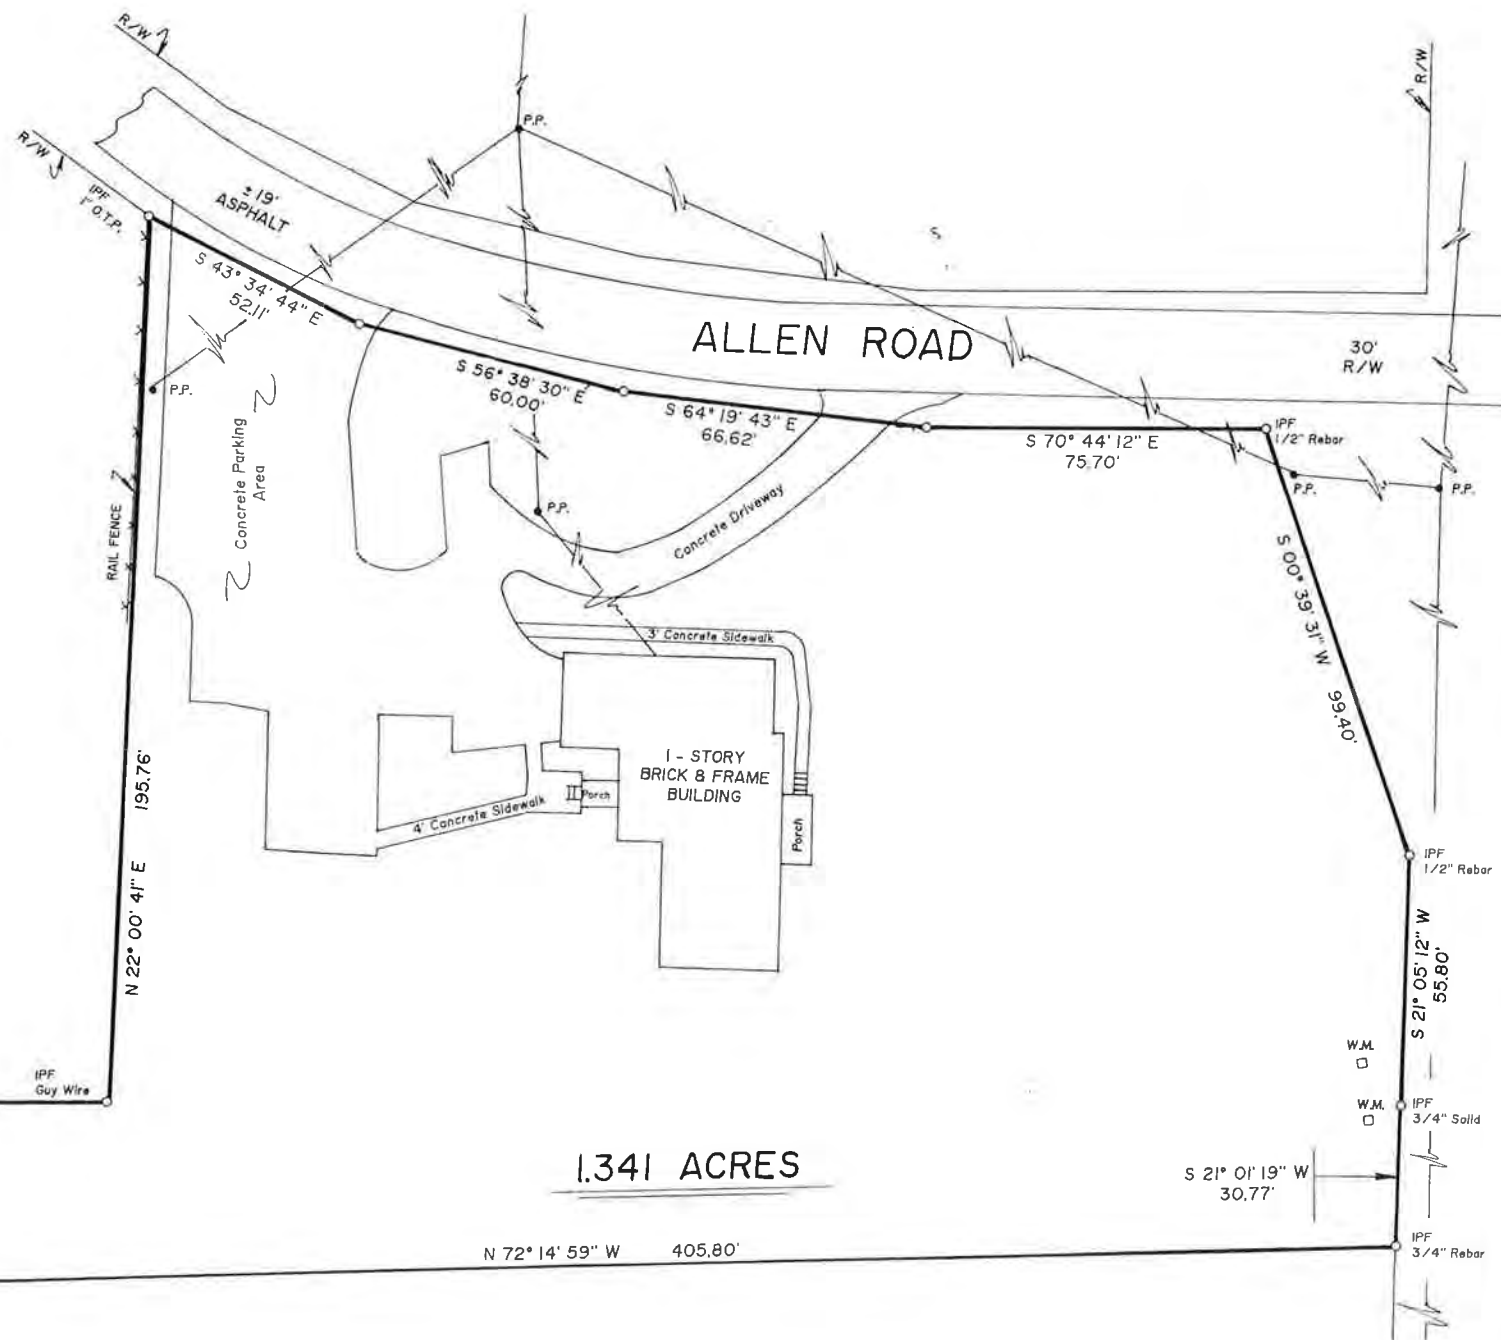 R/W
R/W
R/W
P.P.
IPF
1" O.T.P.
± 19'
ASPHALT
S 43° 34' 44" E
52.11'
ALLEN ROAD
30'
R/W
P.P.
S 56° 38' 30" E
60.00'
S 64° 19' 43" E
66.62'
S 70° 44' 12" E
75.70'
IPF
1/2" Rebar
P.P.
P.P.
Concrete Parking
Area
RAIL FENCE
P.P.
Concrete Driveway
S 00° 39' 31" W 99.40'
3' Concrete Sidewalk
1 - STORY
BRICK & FRAME
BUILDING
Porch
4' Concrete Sidewalk
Porch
N 22° 00' 41" E 195.76'
IPF
1/2" Rebar
S 21° 05' 12" W
55.80'
W.M.
W.M.
IPF
Guy Wire
IPF
3/4" Solid
1.341 ACRES
S 21° 01' 19" W
30.77'
N 72° 14' 59" W 405.80'
IPF
3/4" Rebar